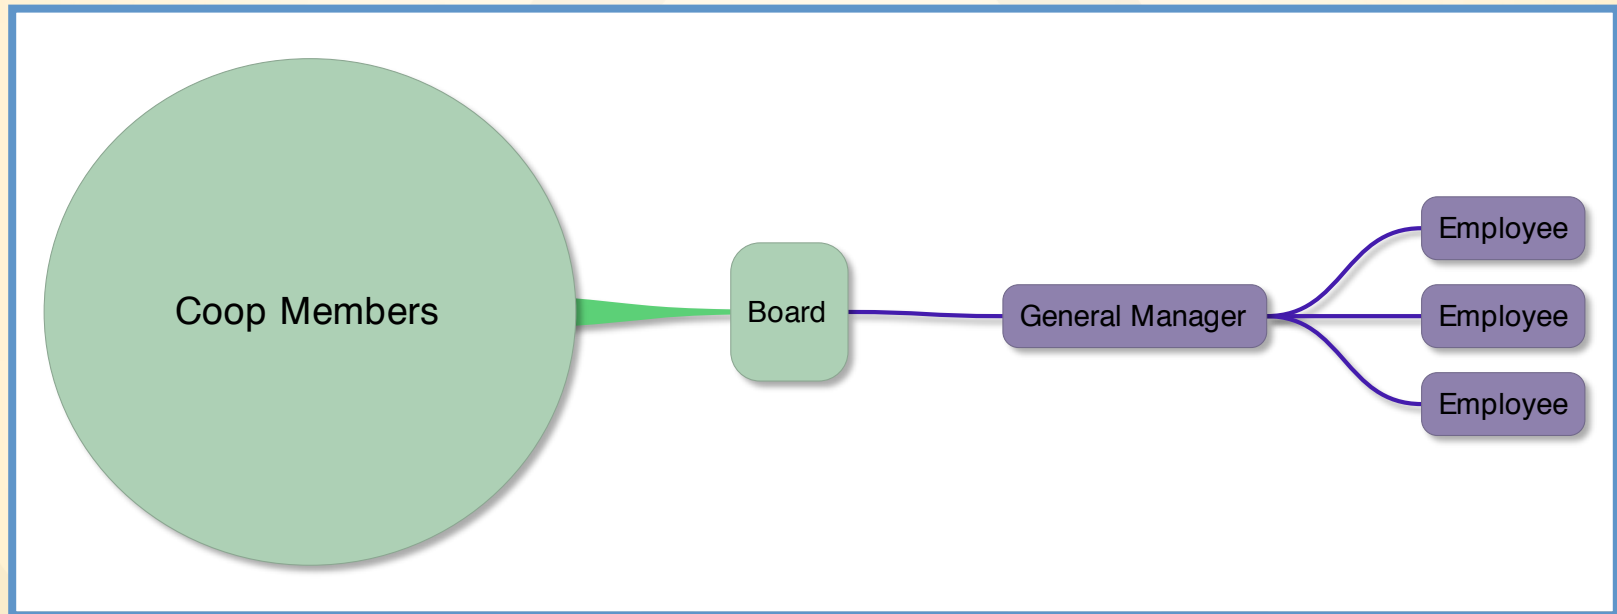 Coop Members
Board
General Manager
Employee
Employee
Employee